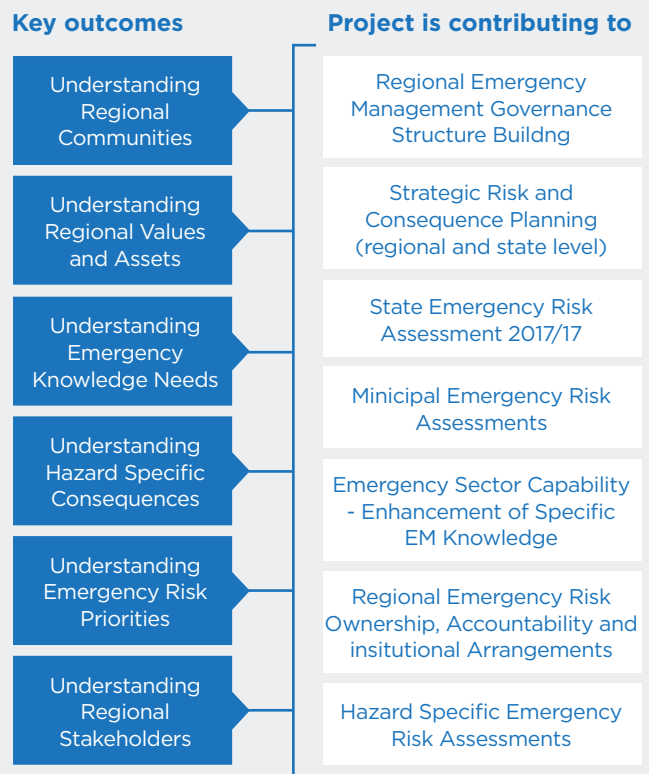 Key outcomes
Understanding
Regional
Communities
Understanding
Regional Values
and Assets
Understanding
Emergency
Knowledge Needs
Understanding
Hazard Specific
Consequences
Understanding
Emergency Risk
Priorities
Understanding
Regional
Stakeholders
Project is contributing to
Regional Emergency
Management Governance
Structure Buildng
Strategic Risk and
Consequence Planning
(regional and state level)
State Emergency Risk
Assessment 2017/17
Minicipal Emergency Risk
Assessments
Emergency Sector Capability
- Enhancement of Specific
EM Knowledge
Regional Emergency Risk
Ownership, Accountability and
insitutional Arrangements
Hazard Specific Emergency
Risk Assessments